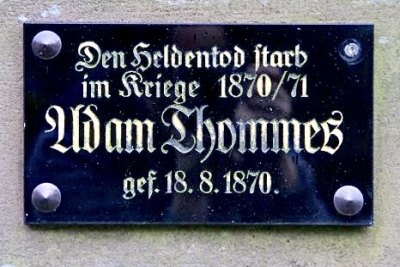 Den Heldentod starb
im Kriege 1870/71
Adam Thommes
gef. 18. 8. 1870.